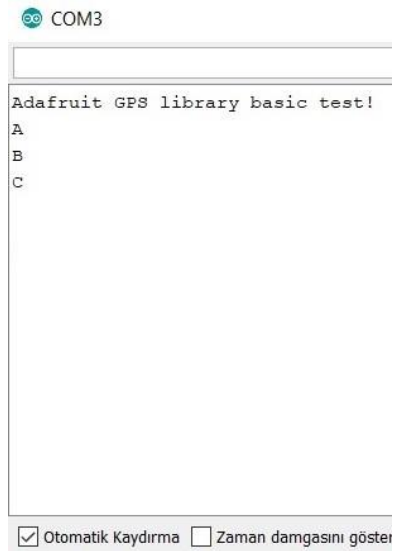 COM3
Adafruit GPS library basic test!
A
B
C
Otomatik Kaydırma Zaman damgasını göster